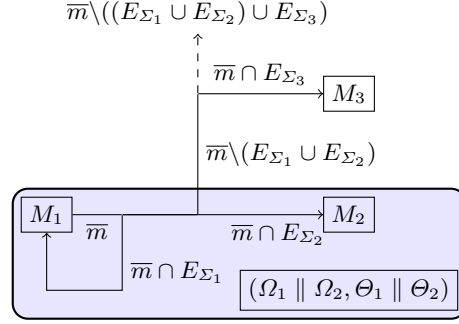 m̅\((E_{Σ_1} ∪ E_{Σ_2}) ∪ E_{Σ_3})
m̅ ∩ E_{Σ_3}
M_3
m̅\(E_{Σ_1} ∪ E_{Σ_2})
M_1
m̅
m̅ ∩ E_{Σ_2}
M_2
m̅ ∩ E_{Σ_1}
(Ω_1 ∥ Ω_2, Θ_1 ∥ Θ_2)